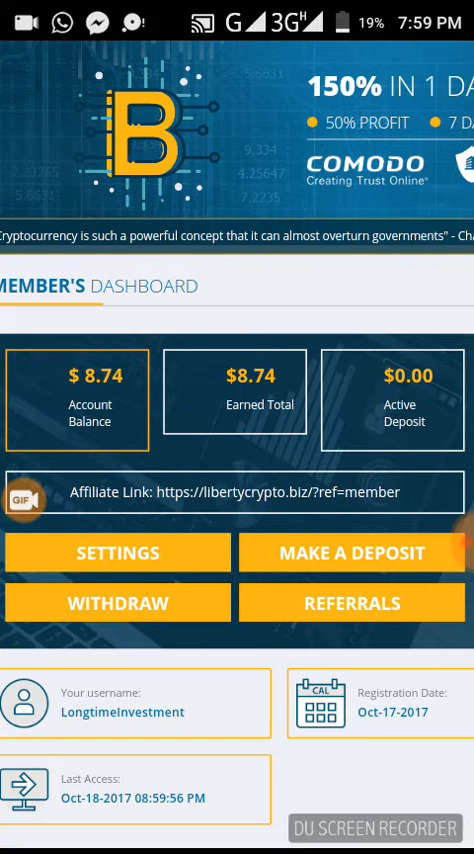 G 3G H 19% 7:59 PM
150% IN 1 DA
50% PROFIT 7 DA
COMODO
Creating Trust Online®
B
Cryptocurrency is such a powerful concept that it can almost overturn governments" - Cha
MEMBER'S DASHBOARD
$ 8.74
Account
Balance
$8.74
Earned Total
$0.00
Active
Deposit
Affiliate Link: https://libertycrypto.biz/?ref=member
GIF
SETTINGS
MAKE A DEPOSIT
WITHDRAW
REFERRALS
Your username:
LongtimeInvestment
CAL
Registration Date:
Oct-17-2017
Last Access:
Oct-18-2017 08:59:56 PM
DU SCREEN RECORDER